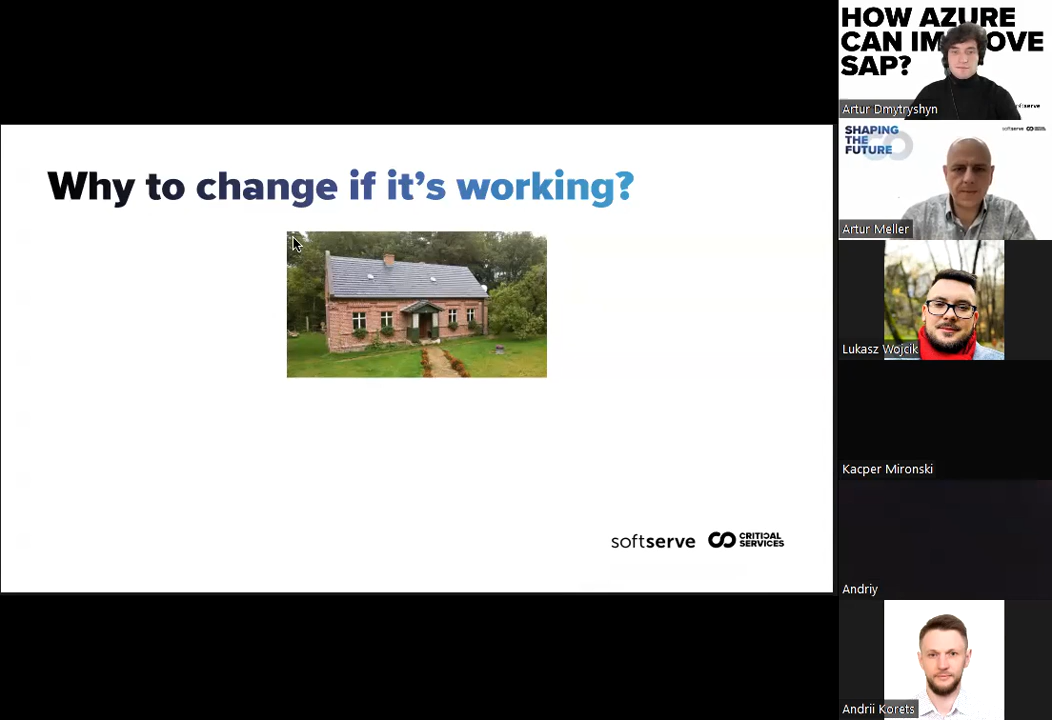 Why to change if it's working?
softserve
CRITICAL
SERVICES
HOW AZURE
CAN IM OVE
SAP?
Artur Dmytryshyn
SHAPING
THE
FUTURE
Artur Meller
Lukasz Wojcik
Kacper Mironski
Andriy
Andrii Korets